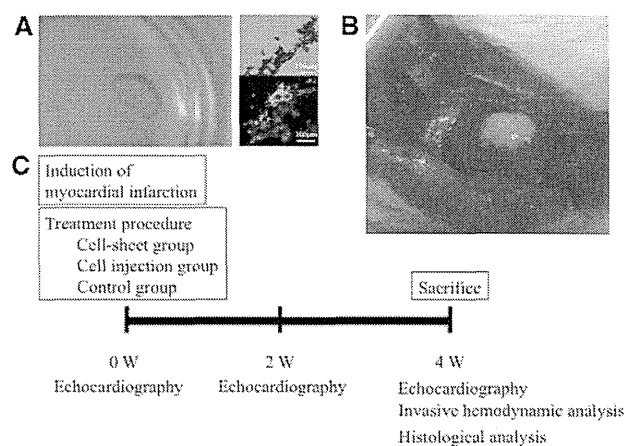 A
B
100μm
C
Induction of
myocardial infarction
Treatment procedure
Cell-sheet group
Cell injection group
Control group
Sacrifice
0 W
2 W
4 W
Echocardiography
Echocardiography
Echocardiography
Invasive hemodynamic analysis
Histological analysis